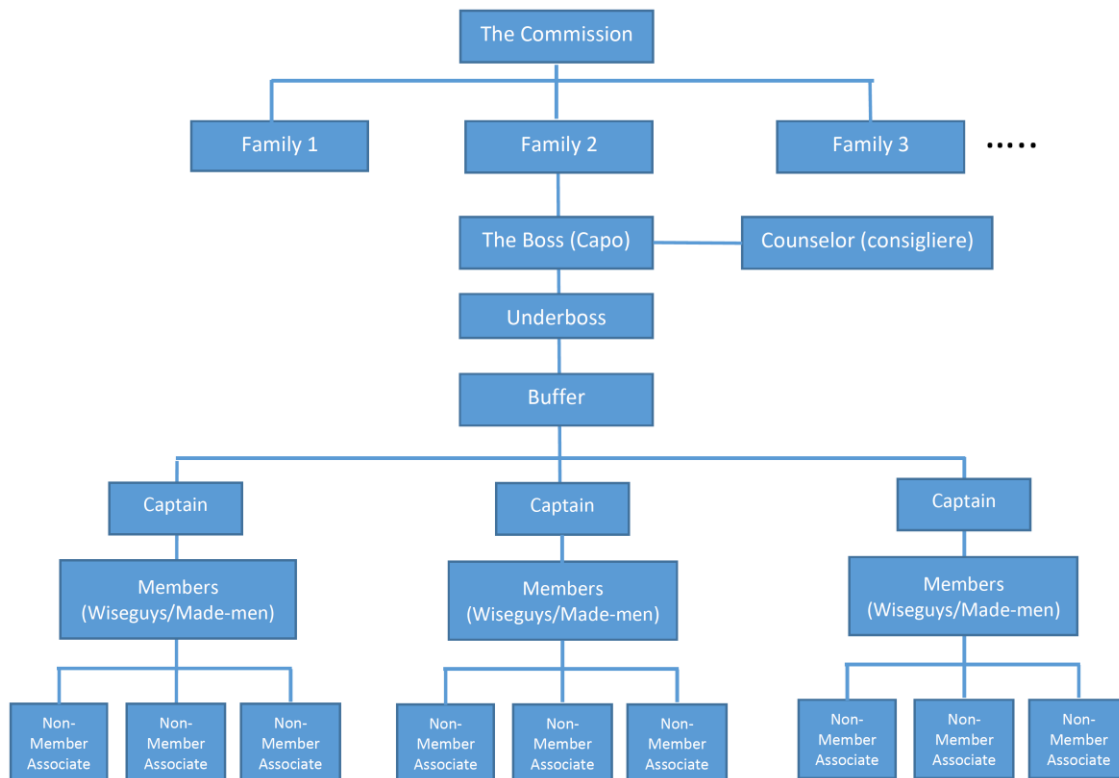 The Commission
Family 1
Family 2
Family 3
.....
The Boss (Capo)
Counselor (consigliere)
Underboss
Buffer
Captain
Captain
Captain
Members
(Wiseguys/Made-men)
Members
(Wiseguys/Made-men)
Members
(Wiseguys/Made-men)
Non-
Member
Associate
Non-
Member
Associate
Non-
Member
Associate
Non-
Member
Associate
Non-
Member
Associate
Non-
Member
Associate
Non-
Member
Associate
Non-
Member
Associate
Non-
Member
Associate